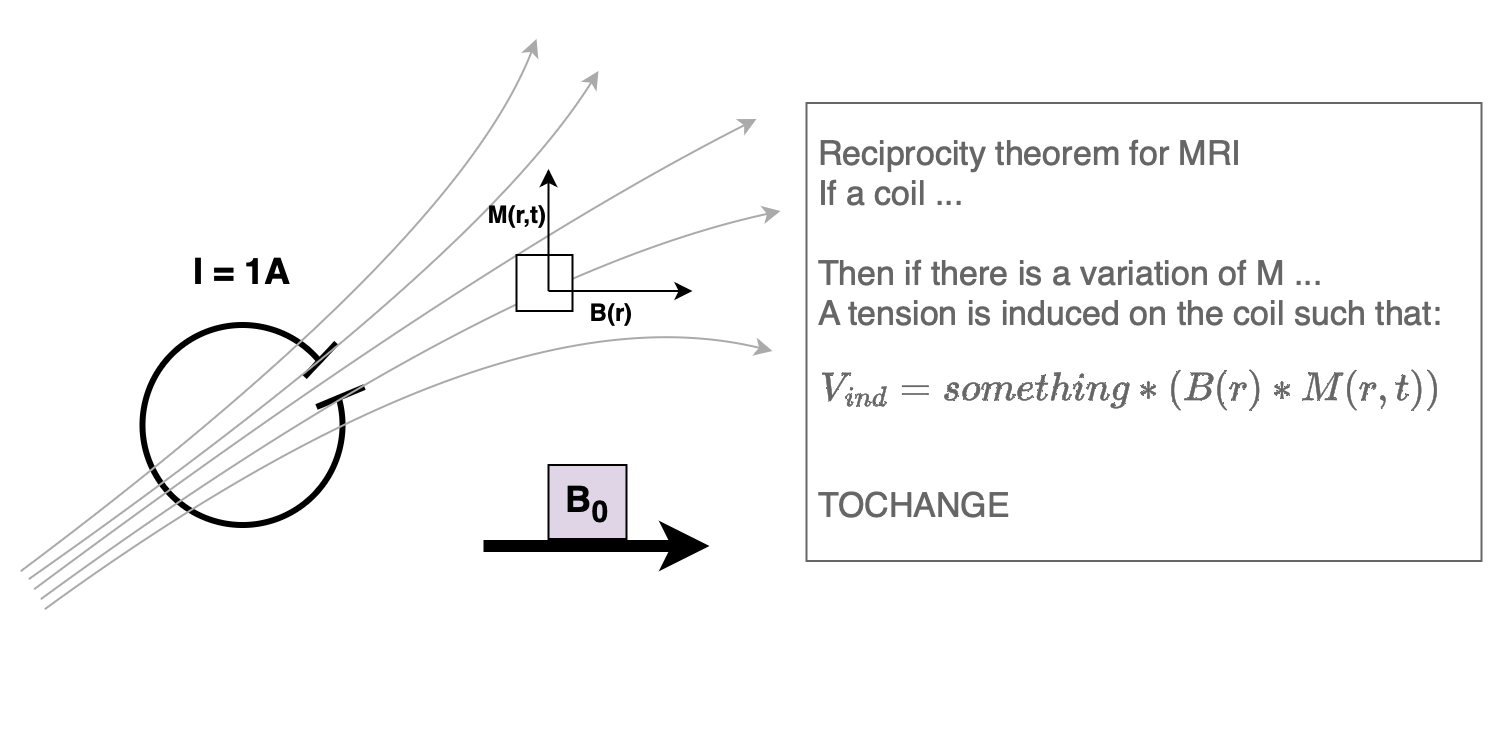 I = 1A
M(r,t)
B(r)
B₀
Reciprocity theorem for MRI
If a coil ...
Then if there is a variation of M ...
A tension is induced on the coil such that:
V_{ind} = something * (B(r) * M(r, t))
TOCHANGE